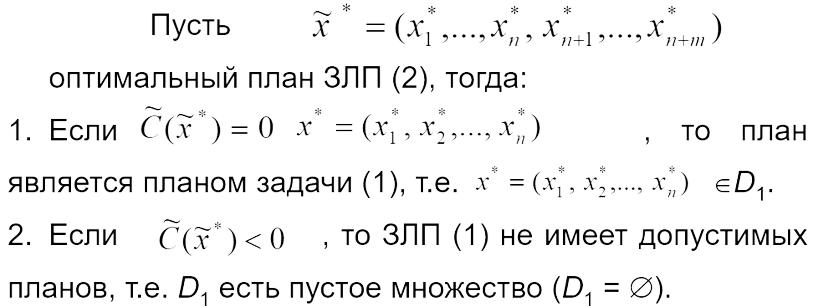 Пусть x̃* = (x₁*,..., xₙ*, xₙ₊₁*,..., xₙ₊ₘ*)
оптимальный план ЗЛП (2), тогда:
1. Если C̃(x̃*) = 0 x* = (x₁*, x₂*,..., xₙ*) , то план
является планом задачи (1), т.е. x* = (x₁*, x₂*,..., xₙ*) ∈D₁.
2. Если C̃(x̃*) < 0 , то ЗЛП (1) не имеет допустимых
планов, т.е. D₁ есть пустое множество (D₁ = ∅).